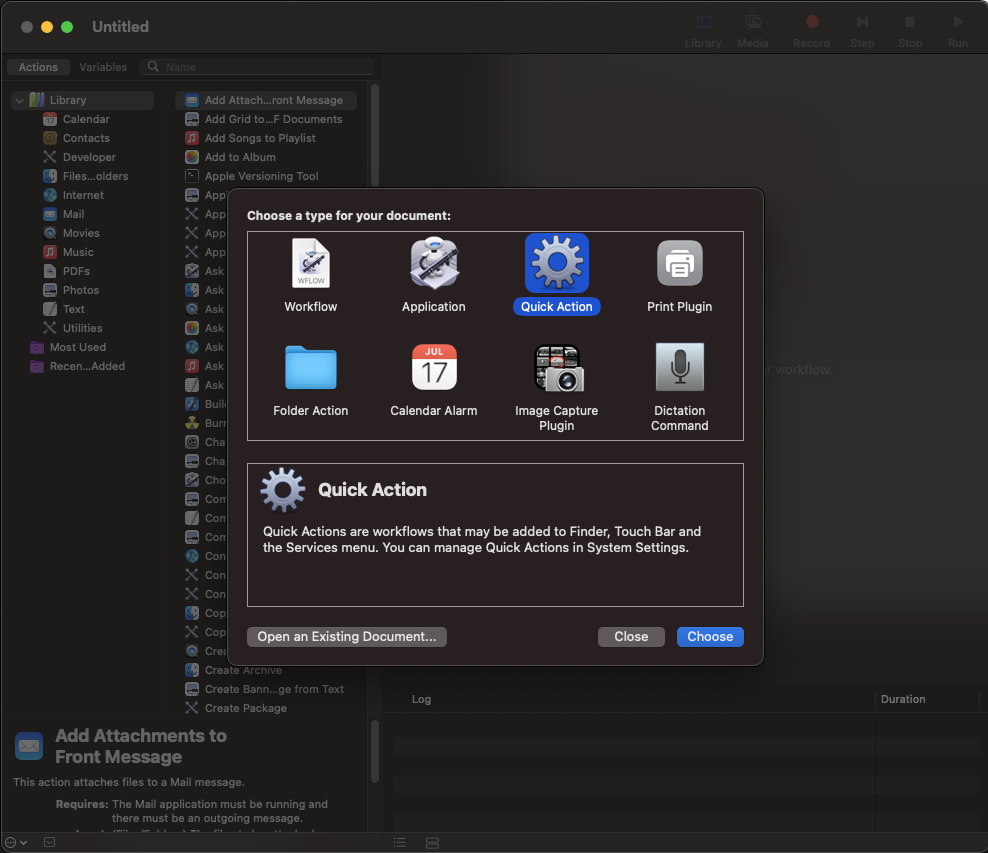 Untitled
Library
Media
Record
Step
Stop
Run
Actions
Variables
Name
Library
Calendar
Contacts
Developer
Files...olders
Internet
Mail
Movies
Music
PDFs
Photos
Text
Utilities
Most Used
Recen...Added
Add Attach...ront Message
Add Grid to...F Documents
Add Songs to Playlist
Add to Album
Apple Versioning Tool
App
App
App
App
Ask
Ask
Ask
Ask
Ask
Ask
Ask
Buil
Burn
Cha
Cha
Cho
Com
Com
Com
Con
Con
Con
Cop
Cop
Crea
Create Archive
Create Bann...ge from Text
Create Package
Choose a type for your document:
WFLOW
Workflow
Application
Quick Action
Print Plugin
Folder Action
JUL
17
Calendar Alarm
Image Capture
Plugin
Dictation
Command
r workflow.
Quick Action
Quick Actions are workflows that may be added to Finder, Touch Bar and
the Services menu. You can manage Quick Actions in System Settings.
Open an Existing Document...
Close
Choose
Log
Duration
Add Attachments to
Front Message
This action attaches files to a Mail message.
Requires: The Mail application must be running and
there must be an outgoing message.